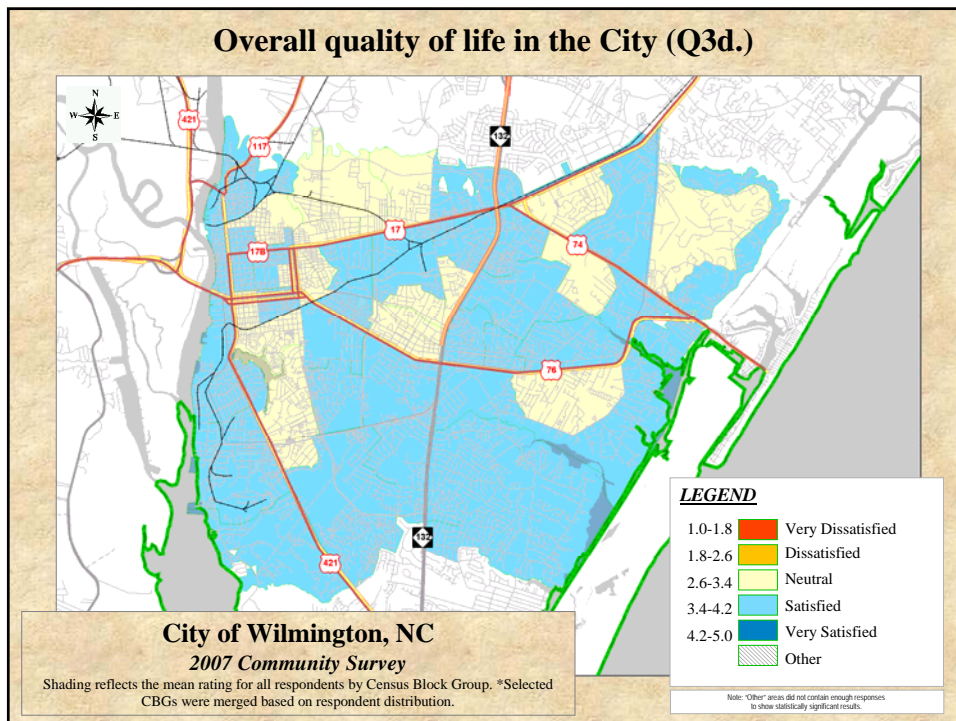 Overall quality of life in the City (Q3d.)
N
W E
S
421
117
132
17
17B
74
76
132
421
LEGEND
1.0-1.8 Very Dissatisfied
1.8-2.6 Dissatisfied
2.6-3.4 Neutral
3.4-4.2 Satisfied
4.2-5.0 Very Satisfied
Other
City of Wilmington, NC
2007 Community Survey
Shading reflects the mean rating for all respondents by Census Block Group. *Selected
CBGs were merged based on respondent distribution.
Note: "Other" areas did not contain enough responses
to show statistically significant results.